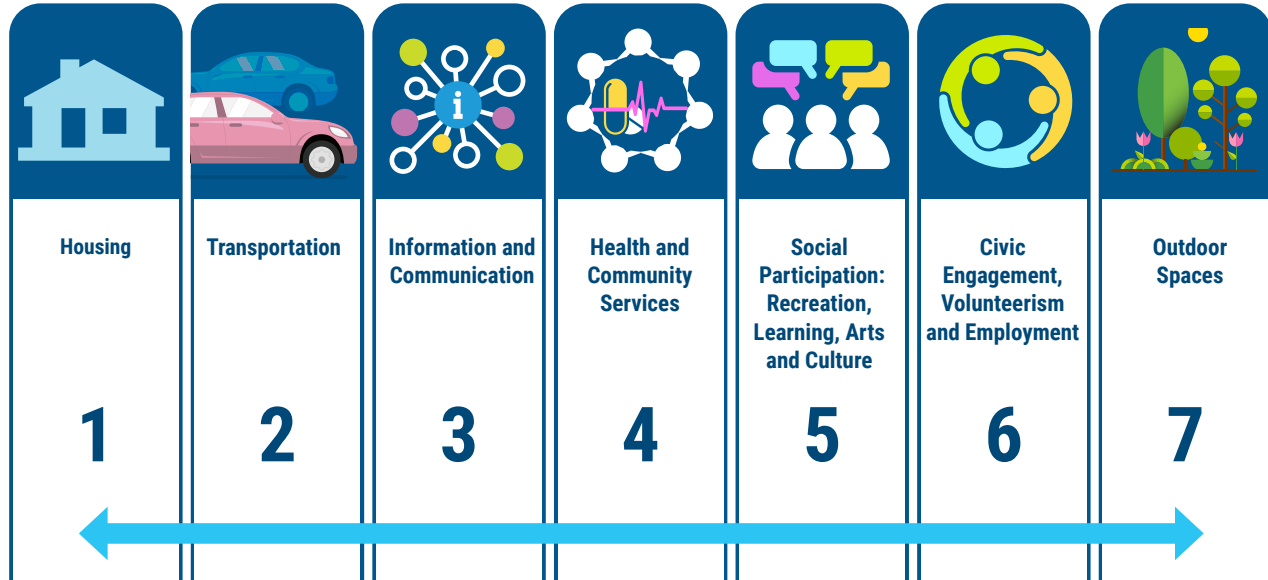 Housing
1
Transportation
2
Information and
Communication
3
Health and
Community
Services
4
Social
Participation:
Recreation,
Learning, Arts
and Culture
5
Civic
Engagement,
Volunteerism
and Employment
6
Outdoor
Spaces
7
i